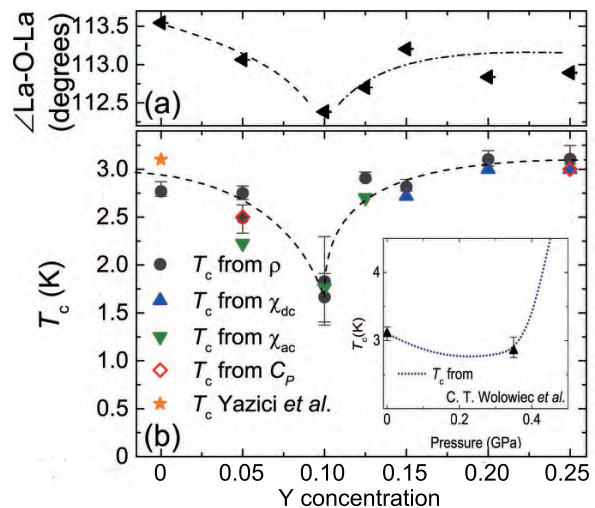 ∠La-O-La
(degrees)
113.5
113.0
112.5
(a)
T_c (K)
3.0
2.5
2.0
1.5
1.0
0.5
0
T_c from ρ
T_c from χ_dc
T_c from χ_ac
T_c from C_P
T_c Yazici et al.
(b)
T_c(K)
4
3
T_c from
C. T. Wolowiec et al.
0.0 0.2 0.4
Pressure (GPa)
0 0.05 0.10 0.15 0.20 0.25
Y concentration